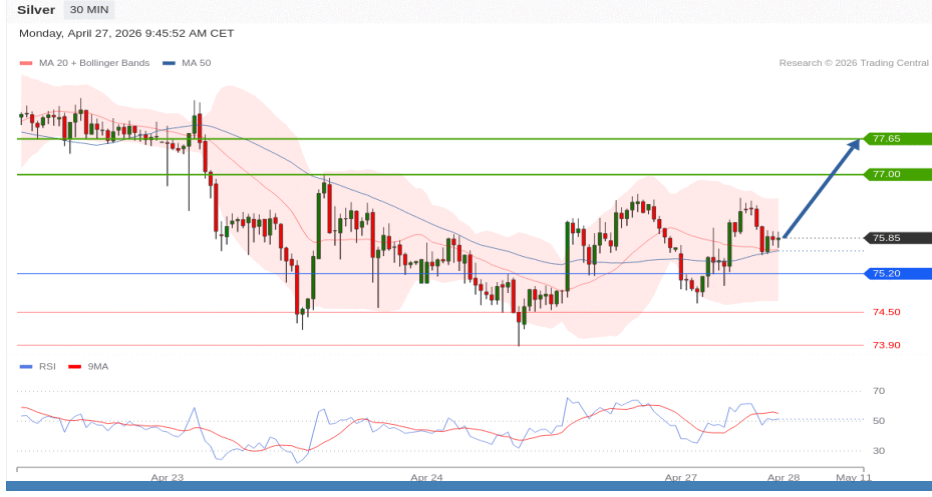 Silver 30 MIN
Monday, April 27, 2026 9:45:52 AM CET
MA 20 + Bollinger Bands MA 50 Research © 2026 Trading Central
77.65
77.00
75.85
75.20
74.50
73.90
RSI 9MA
70
50
30
Apr 23 Apr 24 Apr 27 Apr 28 May 11